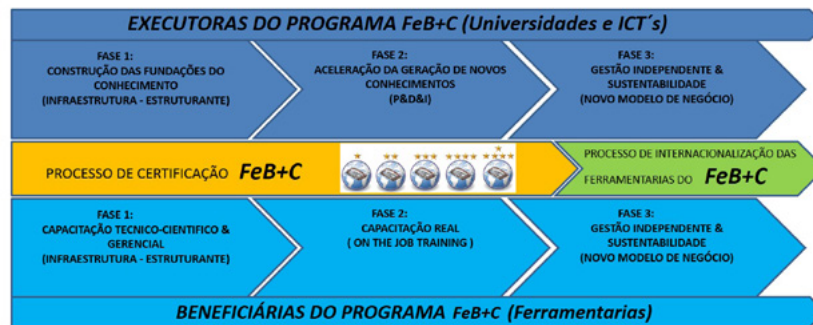 EXECUTORAS DO PROGRAMA FeB+C (Universidades e ICT´s)
FASE 1:
CONSTRUÇÃO DAS FUNDAÇÕES DO
CONHECIMENTO
(INFRAESTRUTURA - ESTRUTURANTE)
FASE 2:
ACELERAÇÃO DA GERAÇÃO DE NOVOS
CONHECIMENTOS
(P&D&I)
FASE 3:
GESTÃO INDEPENDENTE &
SUSTENTABILIDADE
(NOVO MODELO DE NEGÓCIO)
PROCESSO DE CERTIFICAÇÃO FeB+C
PROCESSO DE INTERNACIONALIZAÇÃO DAS
FERRAMENTARIAS DO FeB+C
FASE 1:
CAPACITAÇÃO TECNICO-CIENTIFICO &
GERENCIAL
(INFRAESTRUTURA - ESTRUTURANTE)
FASE 2:
CAPACITAÇÃO REAL
( ON THE JOB TRAINING )
FASE 3:
GESTÃO INDEPENDENTE &
SUSTENTABILIDADE
(NOVO MODELO DE NEGÓCIO)
BENEFICIÁRIAS DO PROGRAMA FeB+C (Ferramentarias)